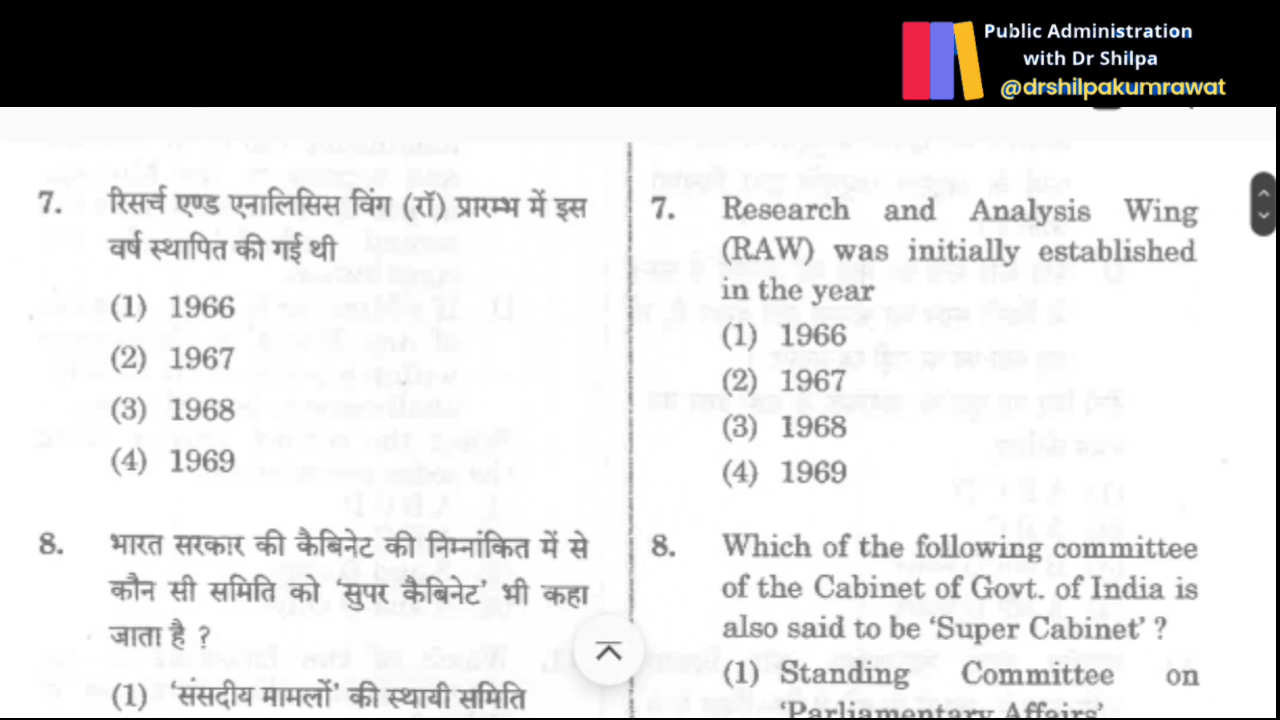 Public Administration
with Dr Shilpa
@drshilpakumrawat
7. रिसर्च एण्ड एनालिसिस विंग (रॉ) प्रारम्भ में इस
वर्ष स्थापित की गई थी
(1) 1966
(2) 1967
(3) 1968
(4) 1969
8. भारत सरकार की कैबिनेट की निम्नांकित में से
कौन सी समिति को ‘सुपर कैबिनेट’ भी कहा
जाता है ?
(1) ‘संसदीय मामलों’ की स्थायी समिति
7. Research and Analysis Wing
(RAW) was initially established
in the year
(1) 1966
(2) 1967
(3) 1968
(4) 1969
8. Which of the following committee
of the Cabinet of Govt. of India is
also said to be ‘Super Cabinet’ ?
(1) Standing Committee on
‘Parliamentary Affairs’